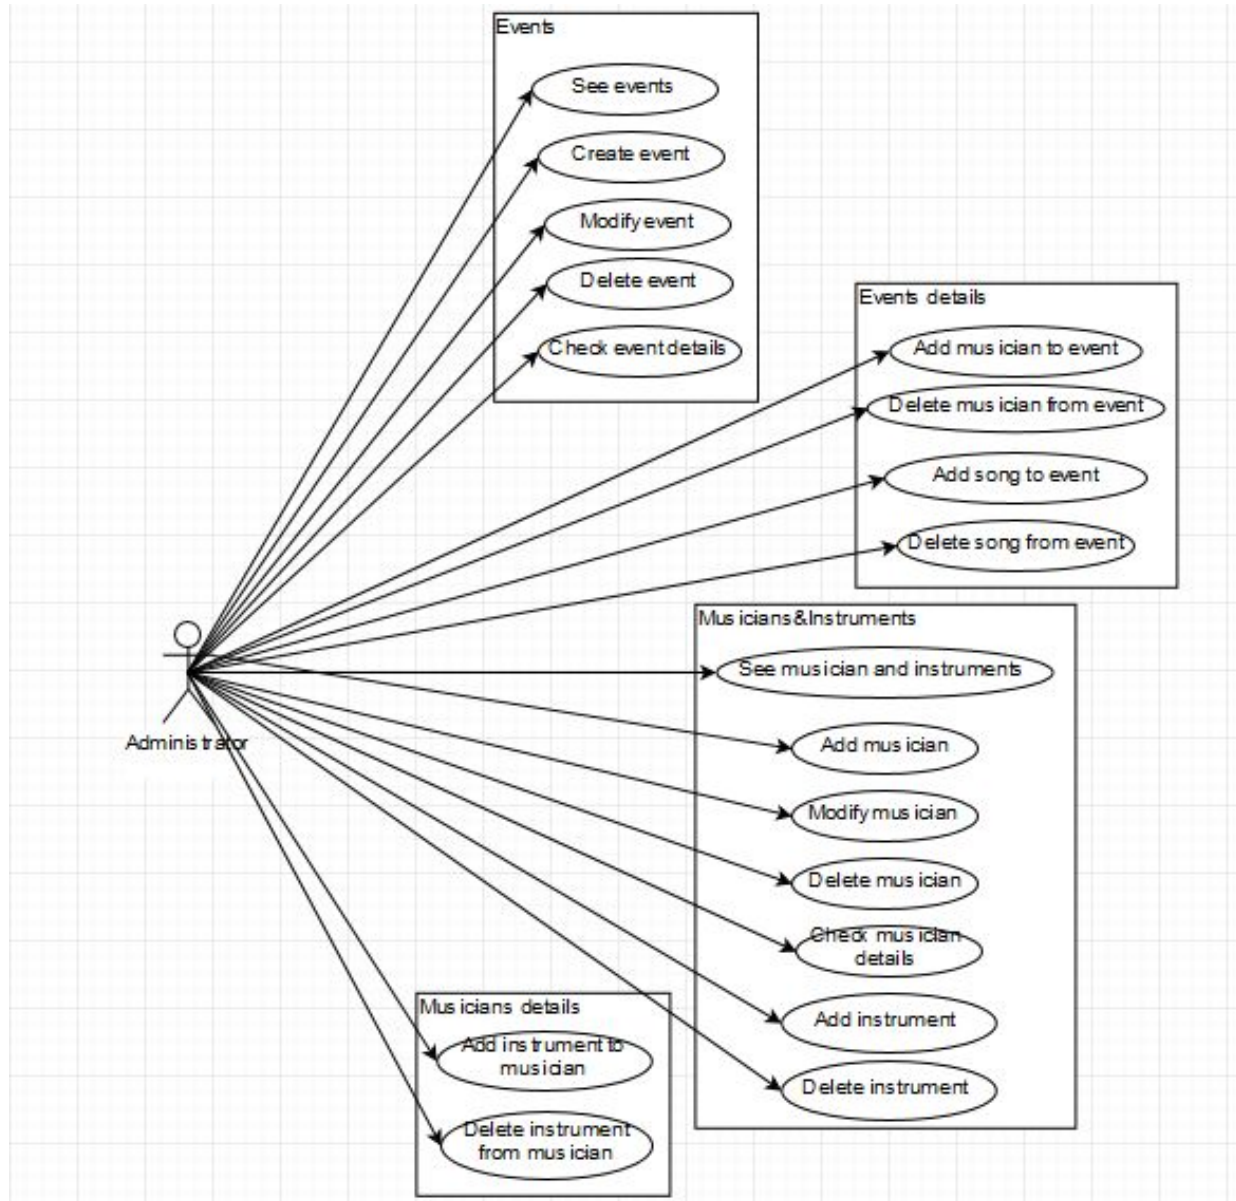 Events
See events
Create event
Modify event
Delete event
Check event details
Events details
Add musician to event
Delete musician from event
Add song to event
Delete song from event
Musicians&Instruments
See musician and instruments
Add musician
Modify musician
Delete musician
Check musician
details
Add instrument
Delete instrument
Administrator
Musicians details
Add instrument to
musician
Delete instrument
from musician